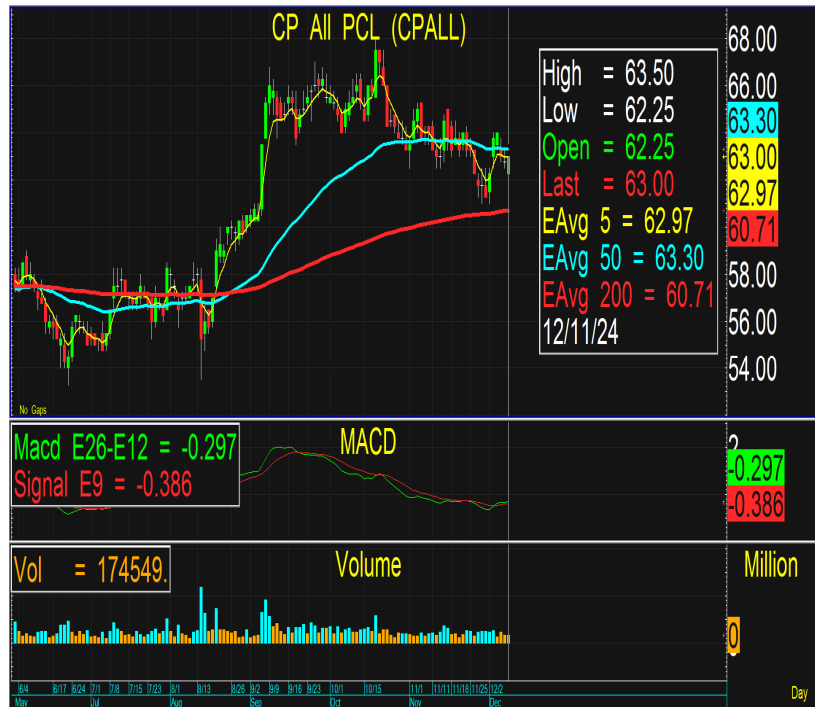 CP All PCL (CPALL)
High = 63.50
Low = 62.25
Open = 62.25
Last = 63.00
EAvg 5 = 62.97
EAvg 50 = 63.30
EAvg 200 = 60.71
12/11/24
68.00
66.00
63.30
63.00
62.97
60.71
58.00
56.00
54.00
No Gaps
Macd E26-E12 = -0.297
Signal E9 = -0.386
MACD
-0.297
-0.386
Vol = 174549.
Volume
Million
0
6/4 6/17 6/24 7/1 7/8 7/15 7/23 8/1 8/13 8/26 9/2 9/9 9/16 9/23 10/1 10/15 11/1 11/11 11/18 11/25 12/2
May Jul Aug Sep Oct Nov Dec
Day